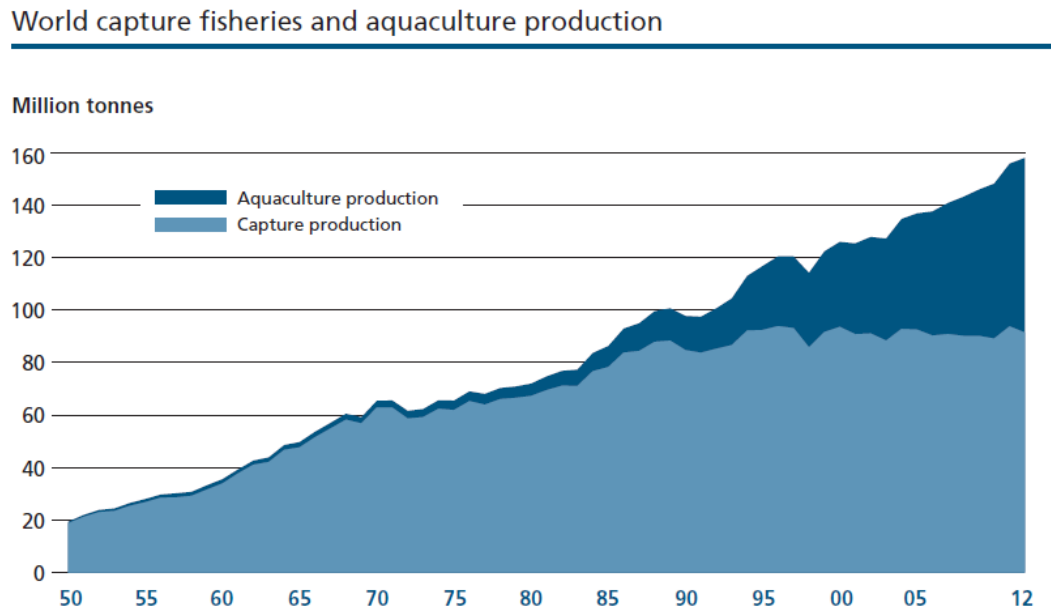 World capture fisheries and aquaculture production
Million tonnes
160
Aquaculture production
140
Capture production
120
100
80
60
40
20
0
50 55 60 65 70 75 80 85 90 95 00 05 12